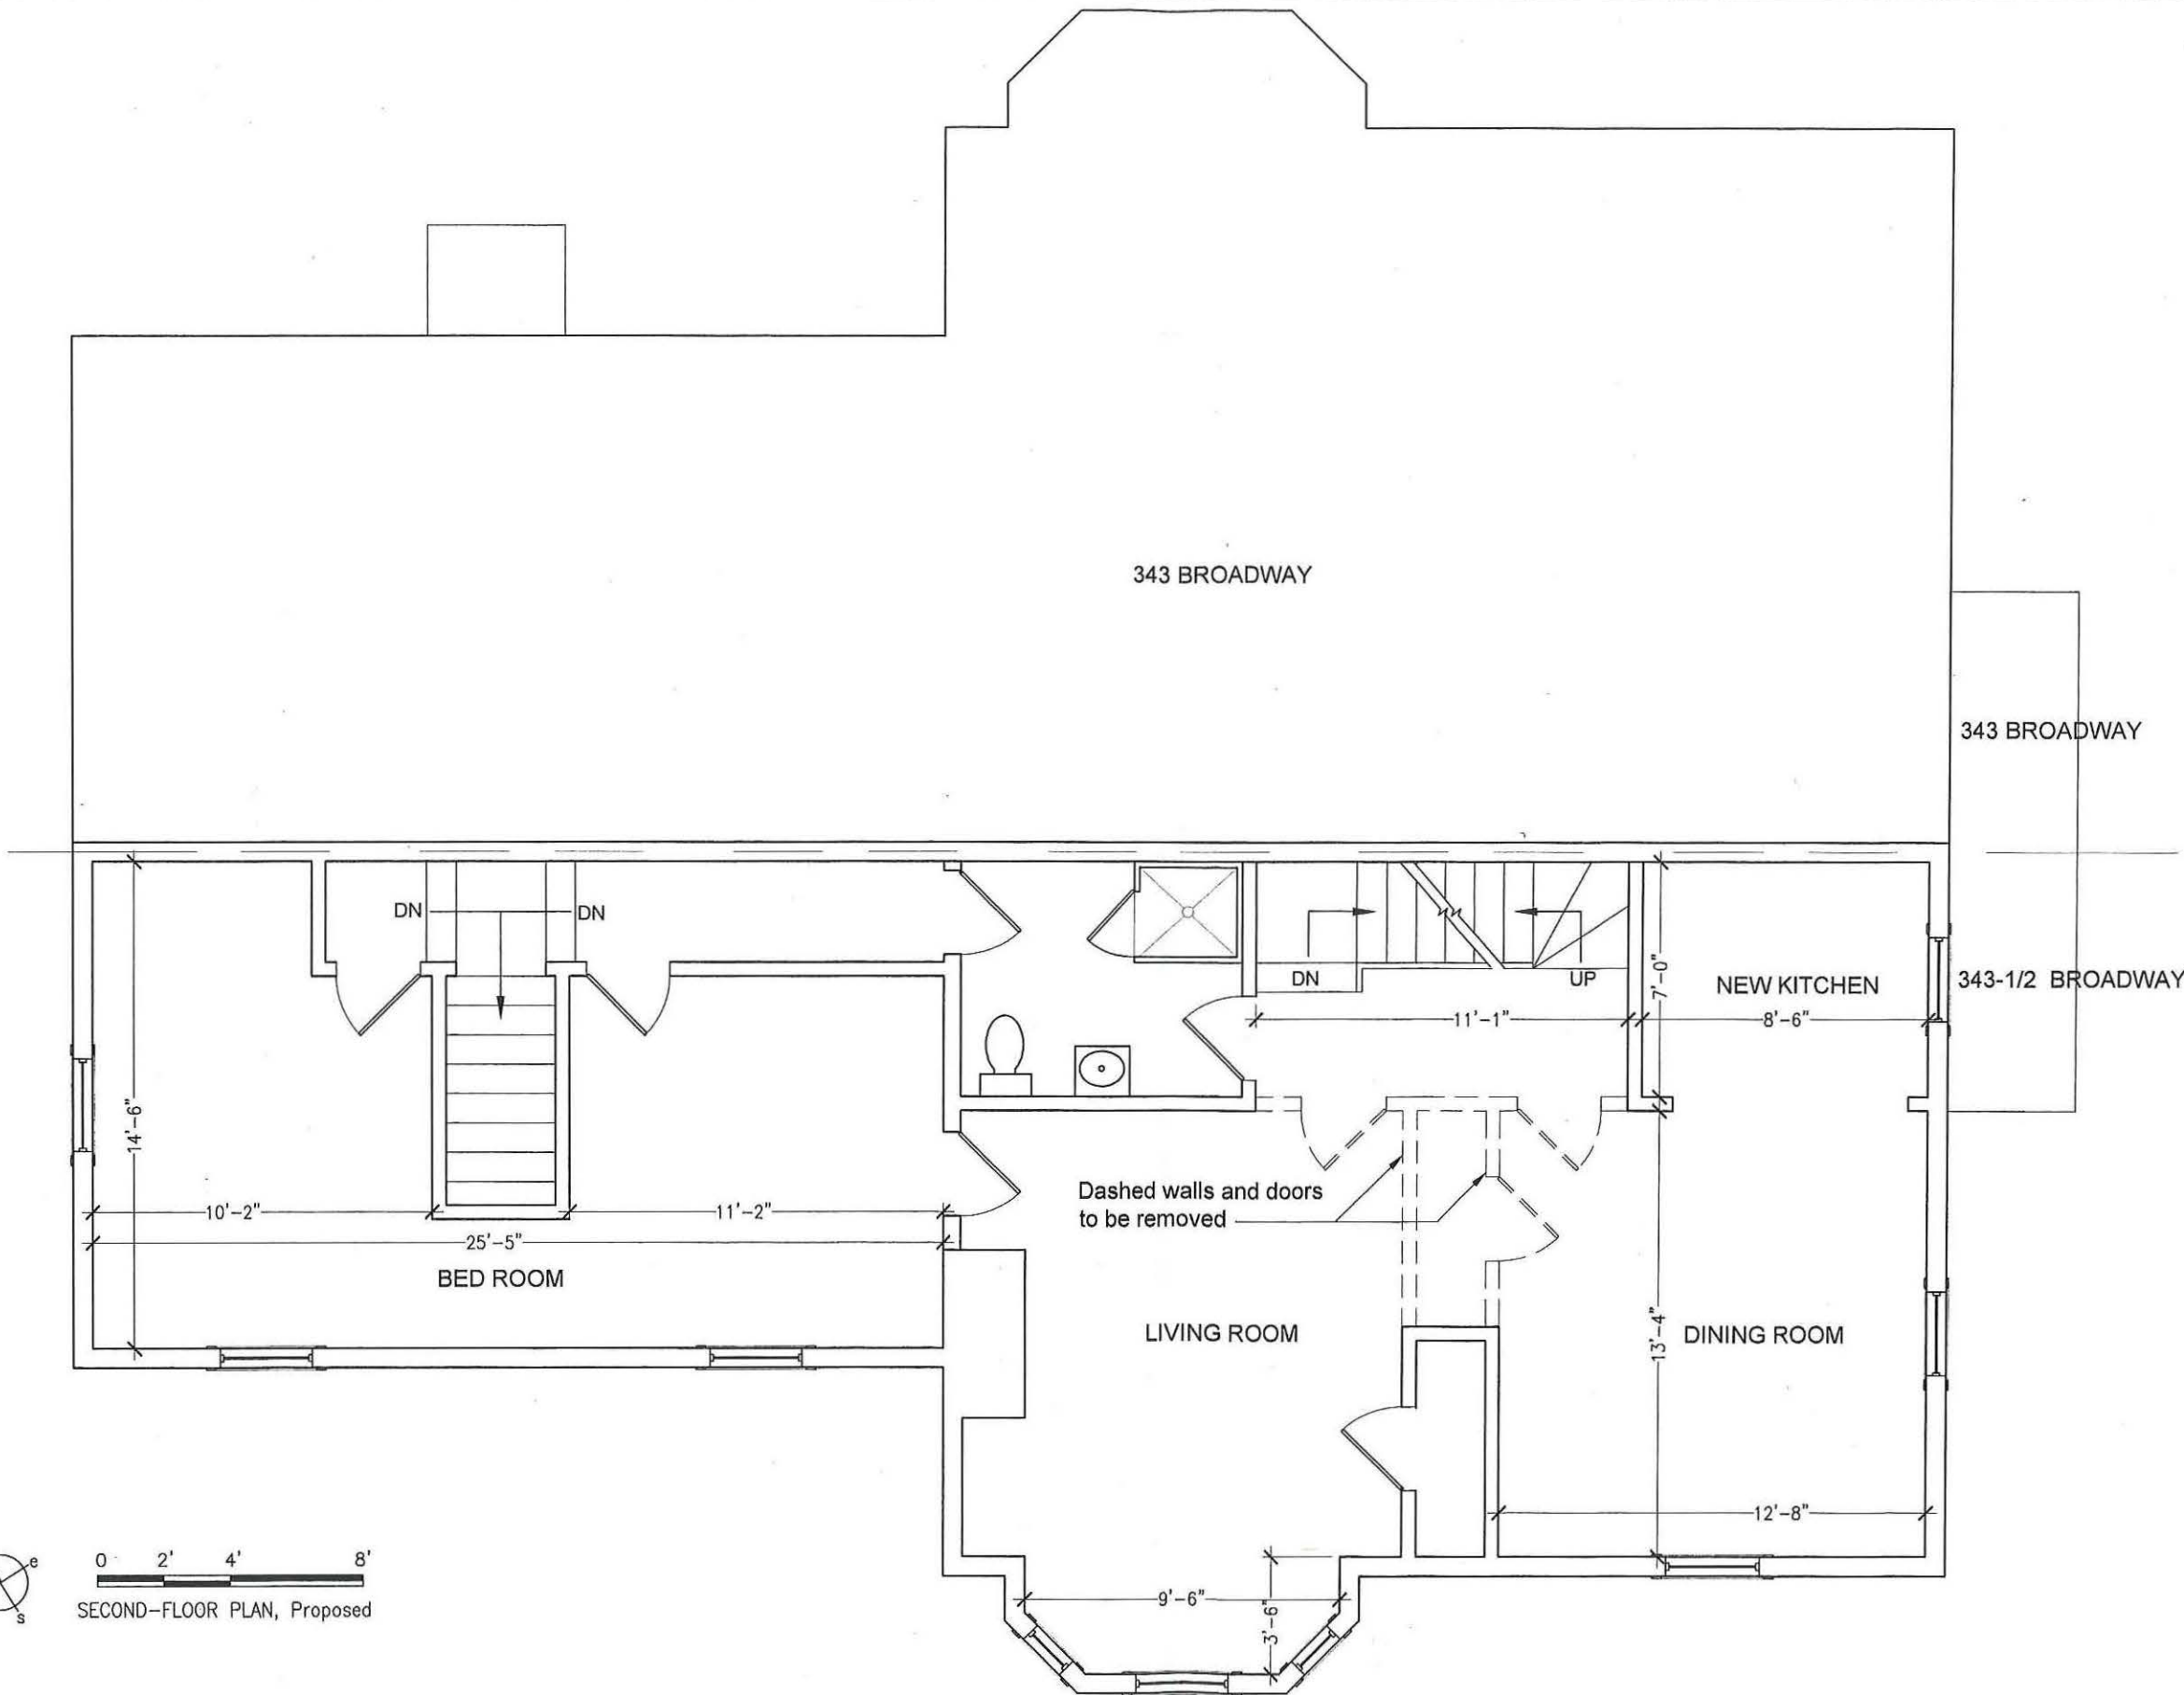 343 BROADWAY
343 BROADWAY
DN
DN
DN
UP
7'-0"
NEW KITCHEN
343-1/2 BROADWAY
11'-1"
8'-6"
14'-6"
Dashed walls and doors
to be removed
10'-2"
11'-2"
25'-5"
BED ROOM
LIVING ROOM
13'-4"
DINING ROOM
12'-8"
e
s
0 2' 4' 8'
SECOND-FLOOR PLAN, Proposed
9'-6"
3'-6"